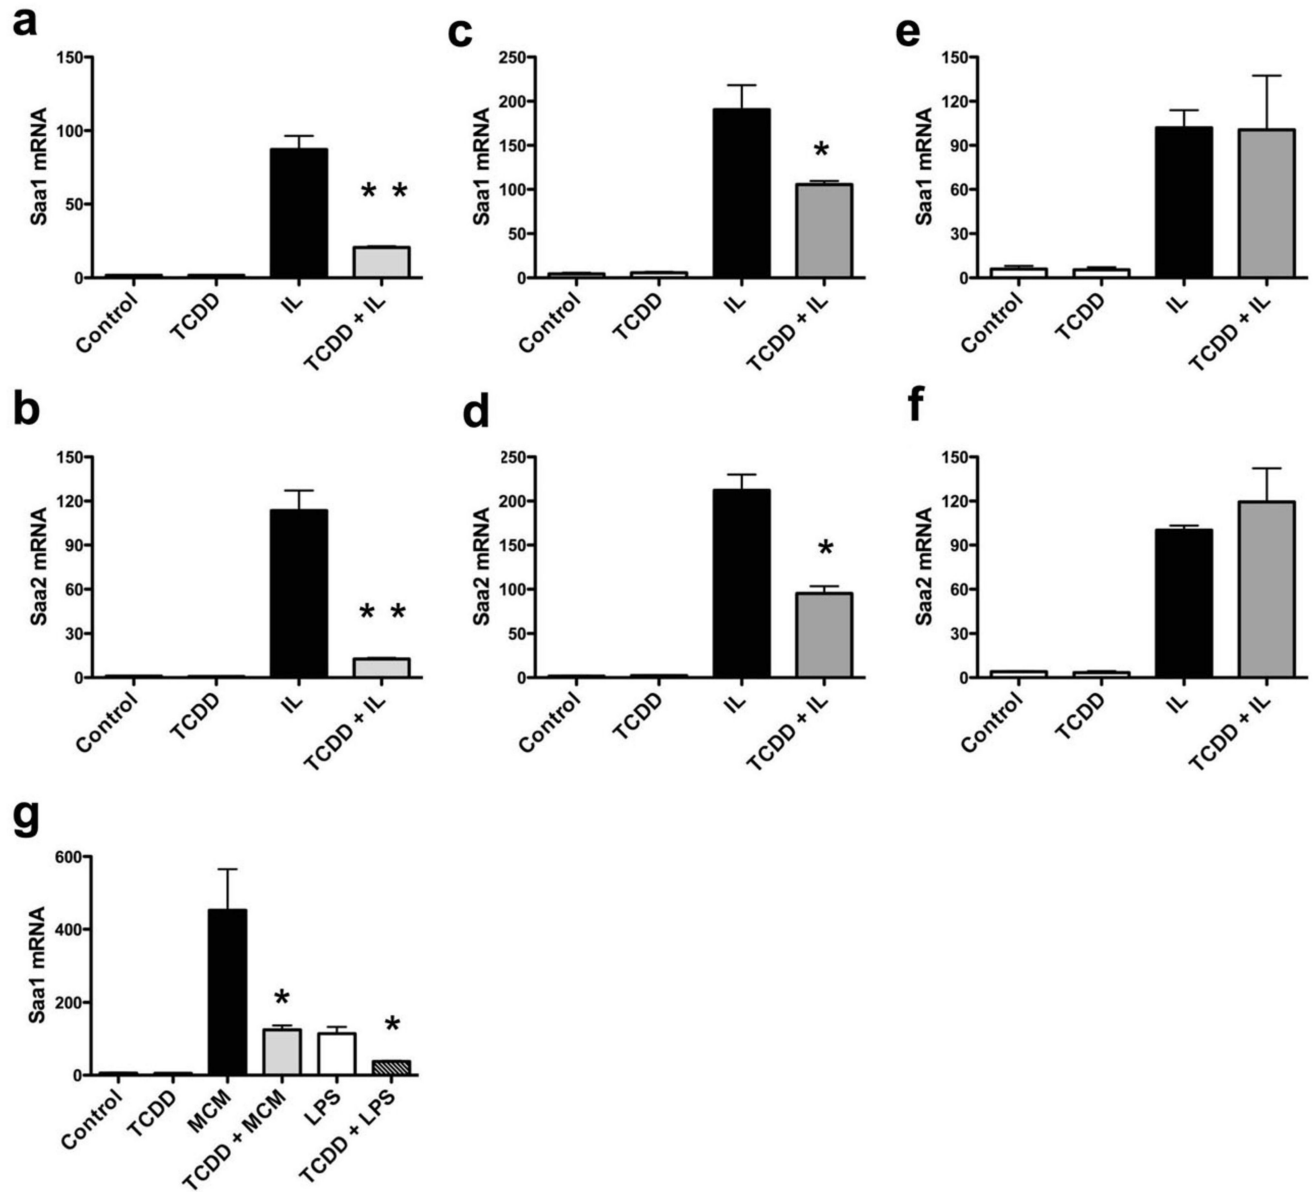 a
Saa1 mRNA
150
100
50
0
Control
TCDD
IL
TCDD + IL
* *
c
Saa1 mRNA
250
200
150
100
50
0
Control
TCDD
IL
TCDD + IL
*
e
Saa1 mRNA
150
120
90
60
30
0
Control
TCDD
IL
TCDD + IL
b
Saa2 mRNA
150
120
90
60
30
0
Control
TCDD
IL
TCDD + IL
* *
d
Saa2 mRNA
250
200
150
100
50
0
Control
TCDD
IL
TCDD + IL
*
f
Saa2 mRNA
150
120
90
60
30
0
Control
TCDD
IL
TCDD + IL
g
Saa1 mRNA
600
400
200
0
Control
TCDD
MCM
TCDD + MCM
LPS
TCDD + LPS
*
*